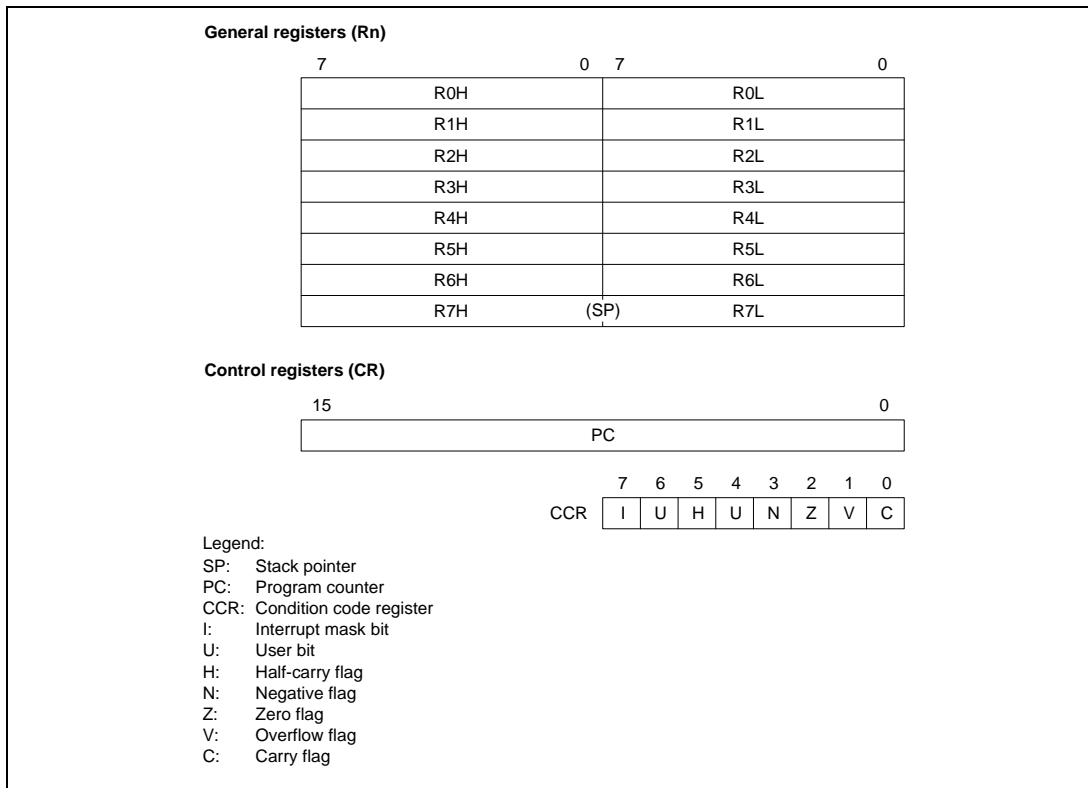 General registers (Rn)
7 0 7 0
R0H R0L
R1H R1L
R2H R2L
R3H R3L
R4H R4L
R5H R5L
R6H R6L
R7H (SP) R7L
Control registers (CR)
15 0
PC
7 6 5 4 3 2 1 0
CCR I U H U N Z V C
Legend:
SP: Stack pointer
PC: Program counter
CCR: Condition code register
I: Interrupt mask bit
U: User bit
H: Half-carry flag
N: Negative flag
Z: Zero flag
V: Overflow flag
C: Carry flag